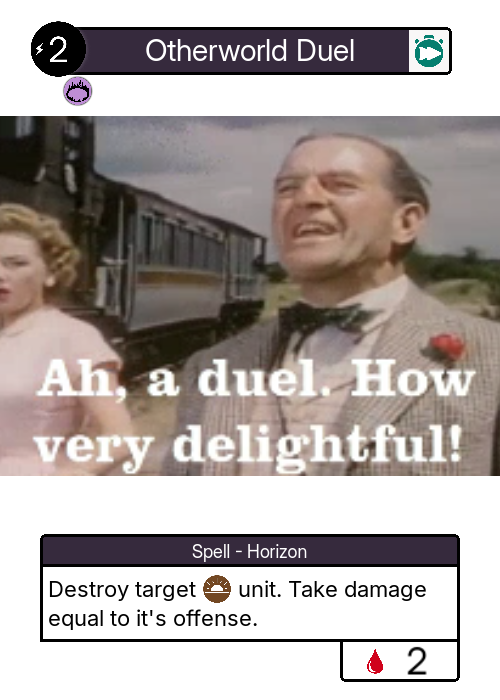 2
Otherworld Duel
Ah, a duel. How
very delightful!
Spell - Horizon
Destroy target unit. Take damage
equal to it's offense.
2